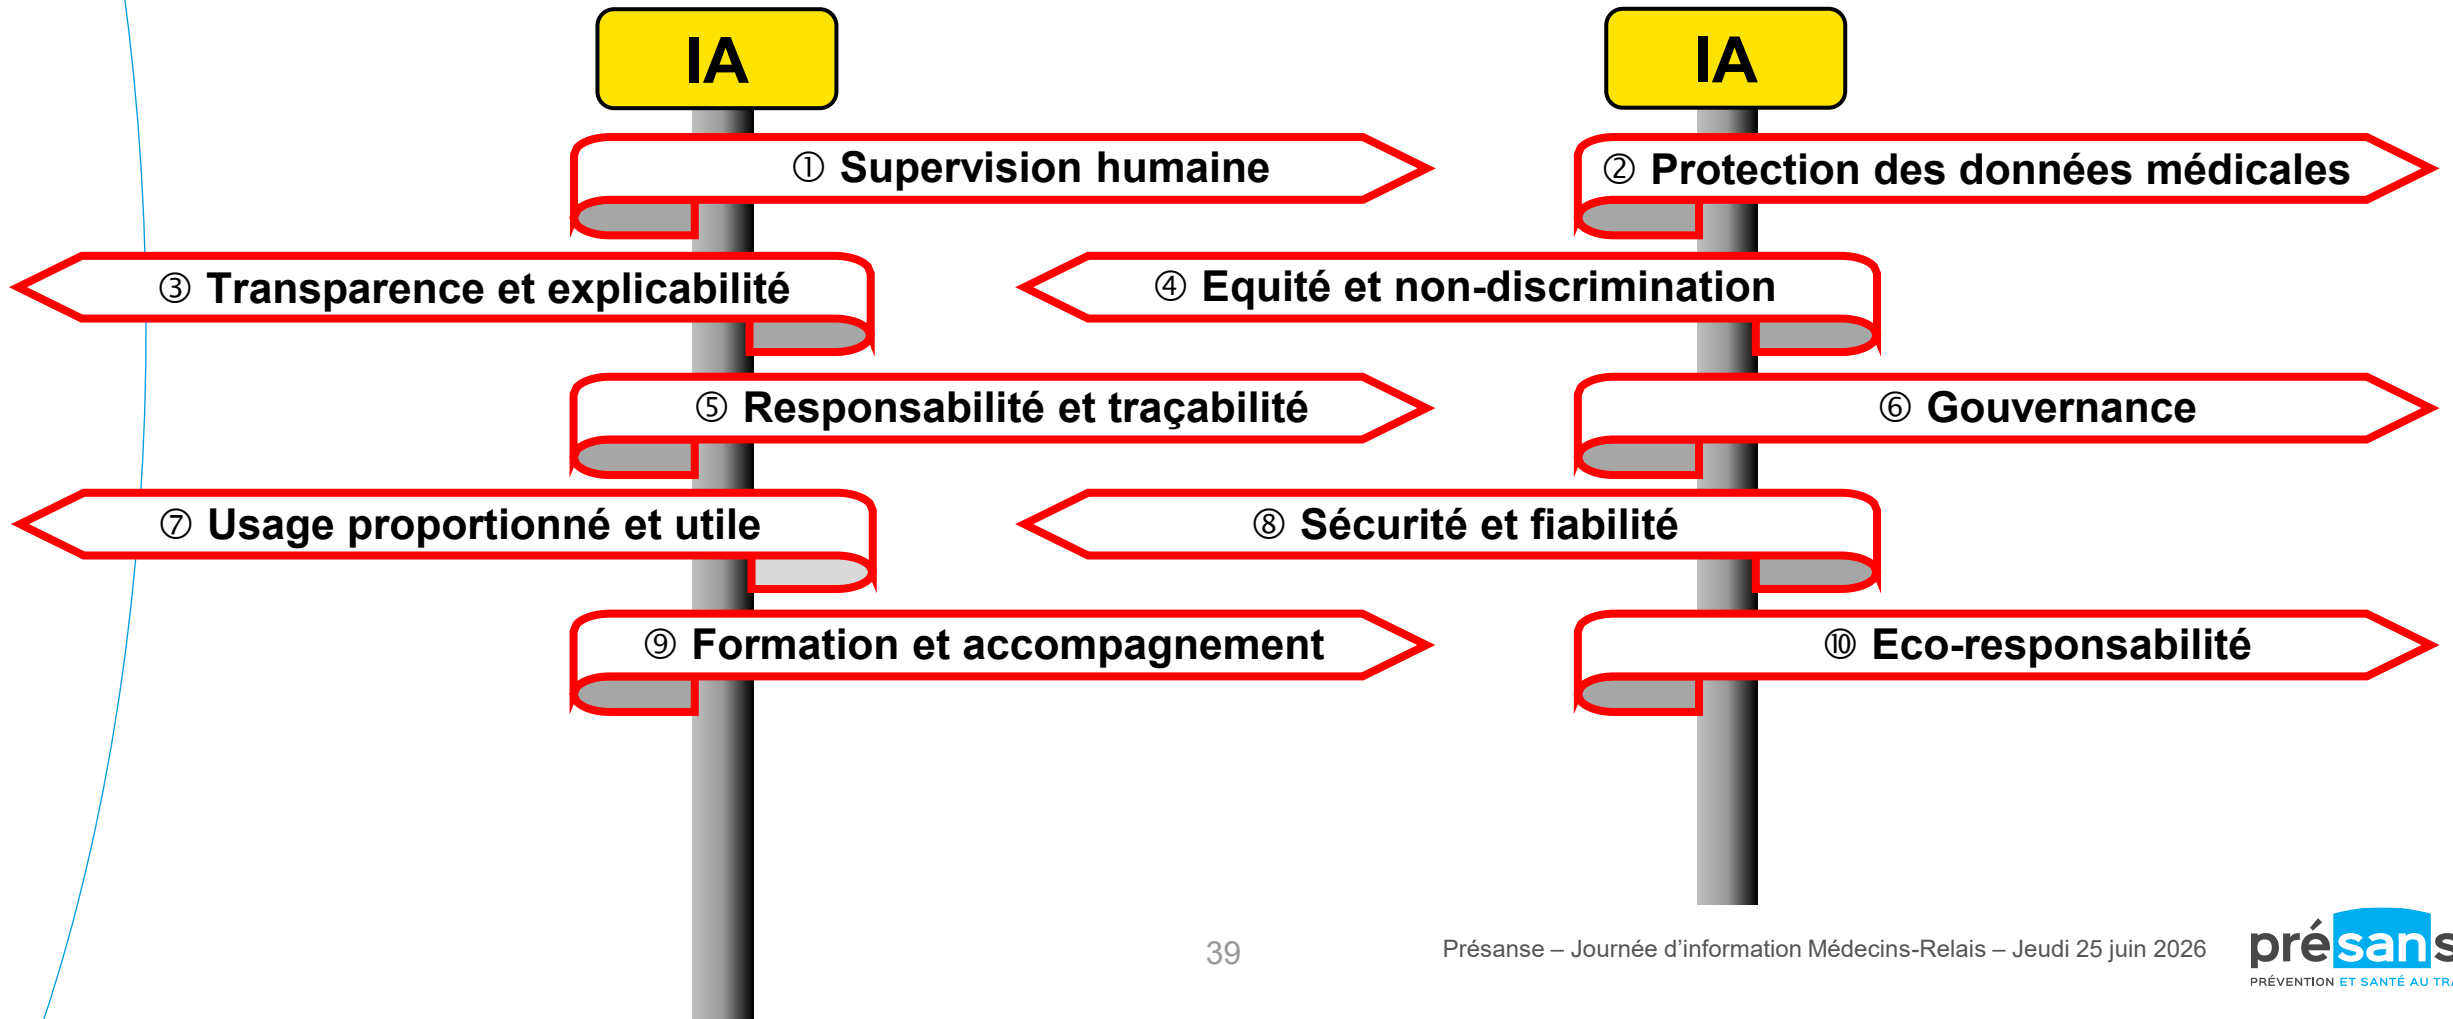 IA
IA
① Supervision humaine
② Protection des données médicales
③ Transparence et explicabilité
④ Equité et non-discrimination
⑤ Responsabilité et traçabilité
⑥ Gouvernance
⑦ Usage proportionné et utile
⑧ Sécurité et fiabilité
⑨ Formation et accompagnement
⑩ Eco-responsabilité
39
Présanse – Journée d’information Médecins-Relais – Jeudi 25 juin 2026
présans
PRÉVENTION ET SANTÉ AU TRA